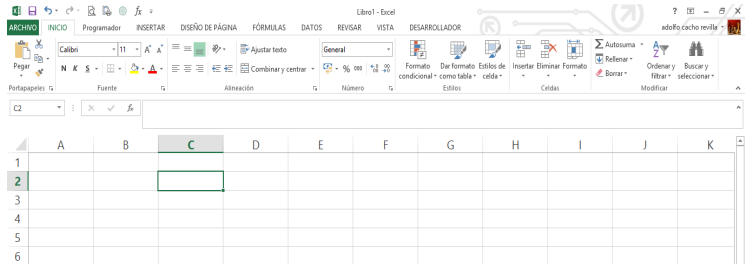 Libro1 - Excel
ARCHIVO INICIO Programador INSERTAR DISEÑO DE PÁGINA FÓRMULAS DATOS REVISAR VISTA DESARROLLADOR adolfo cacho revilla
Pegar Calibri 11 A A Ajustar texto General Formato condicional Dar formato como tabla Estilos de celda Insertar Eliminar Formato Autosuma Ordenar y filtrar Buscar y seleccionar
Rellenar
N K S A Combinar y centrar % 000 Borrar
Portapapeles Fuente Alineación Número Estilos Celdas Modificar
C2 fx
A B C D E F G H I J K
1
2
3
4
5
6